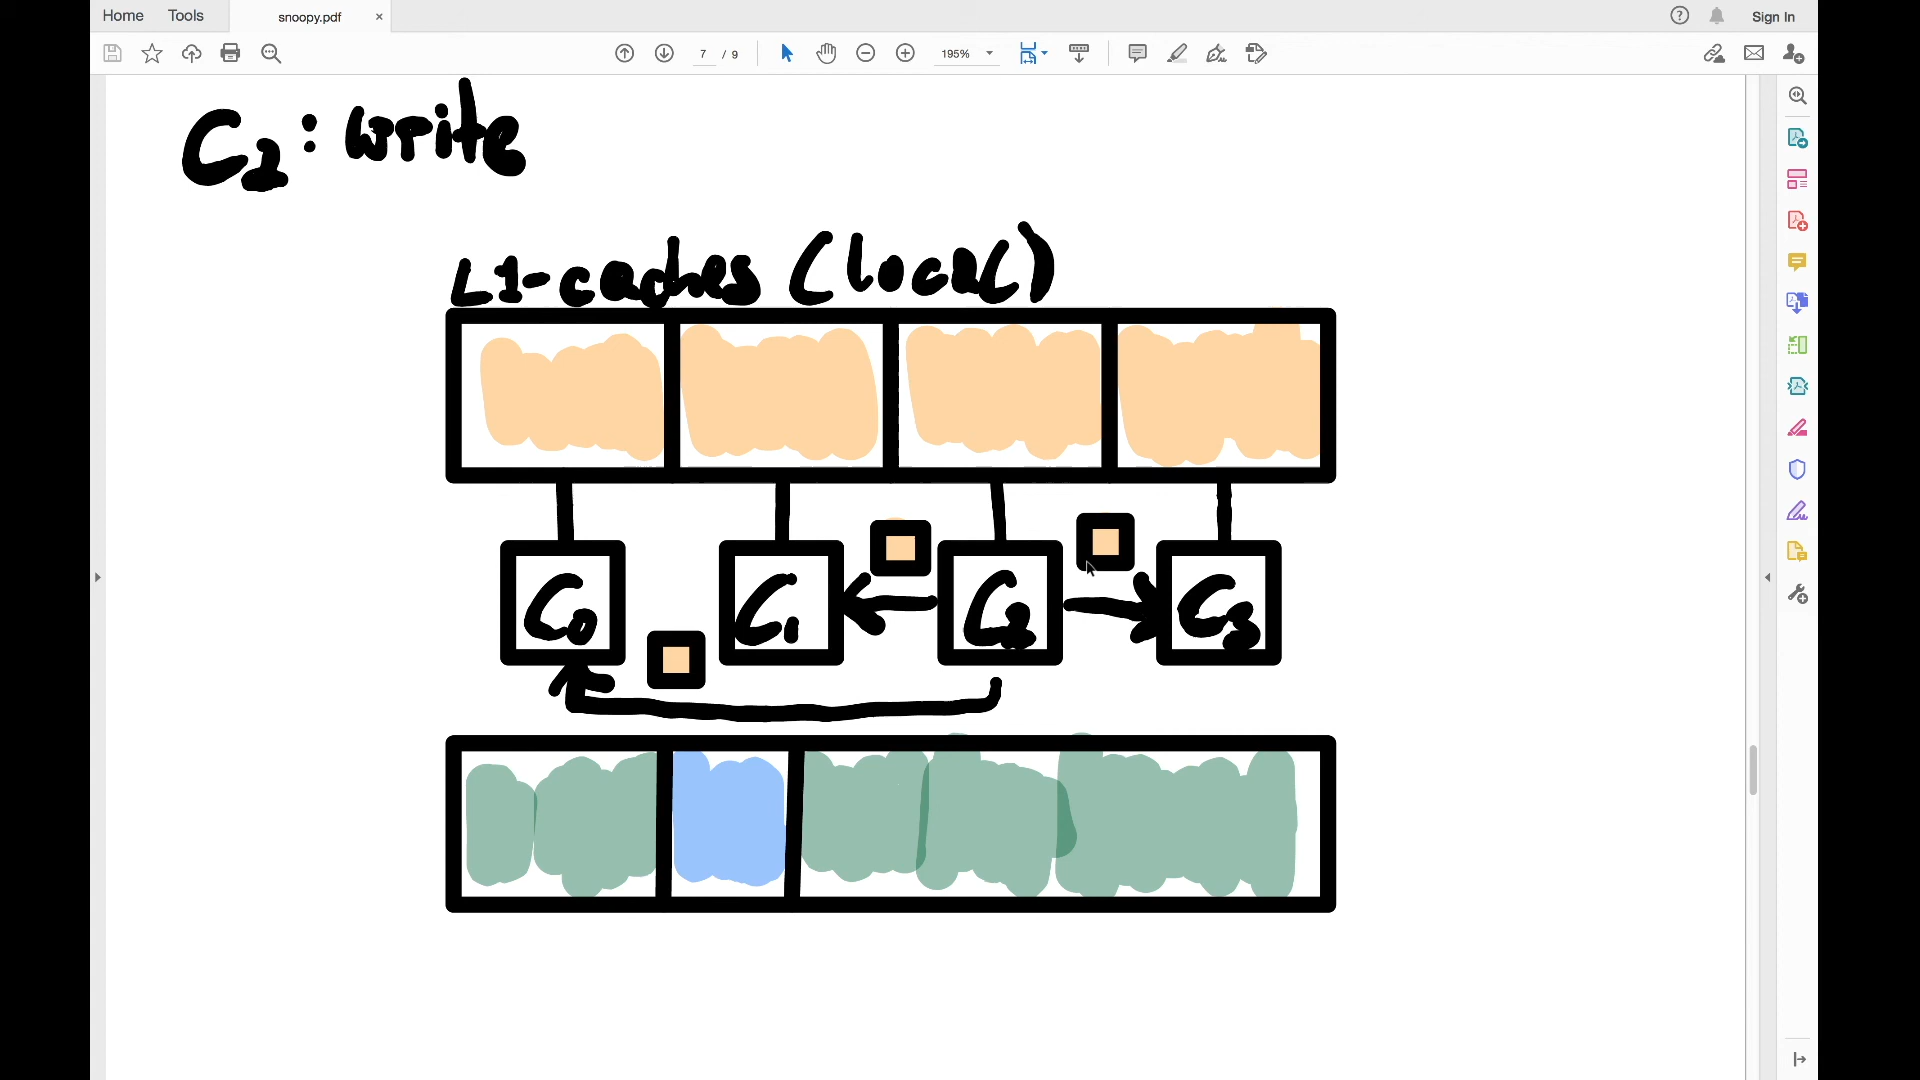 Home Tools snoopy.pdf × Sign In
7 / 9 195%
C2: write
L1-caches (local)
C0 C1 C2 C3